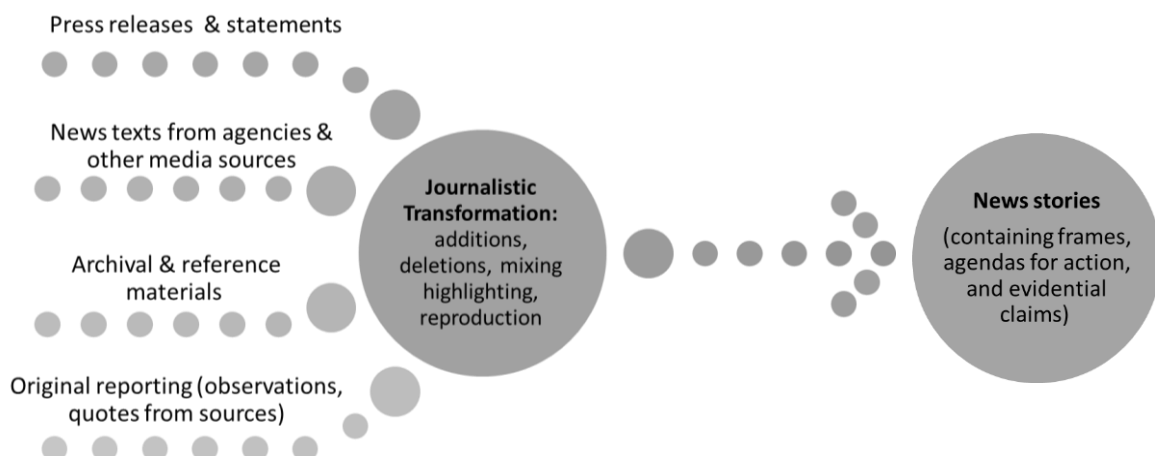 Press releases & statements
News texts from agencies &
other media sources
Archival & reference
materials
Original reporting (observations,
quotes from sources)
Journalistic
Transformation:
additions,
deletions, mixing
highlighting,
reproduction
News stories
(containing frames,
agendas for action,
and evidential
claims)